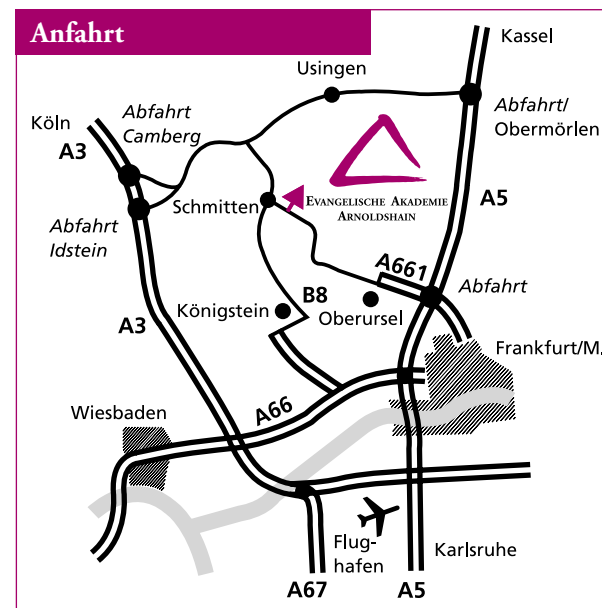 Anfahrt
Kassel
Usingen
Abfahrt
Camberg
Köln
A3
Abfahrt/
Obermörlen
A5
Schmitten
Evangelische Akademie
Arnoldshain
Abfahrt
Idstein
A661
Abfahrt
B8
Königstein
Oberursel
A3
Frankfurt/M.
A66
Wiesbaden
Flug-
hafen
Karlsruhe
A67
A5